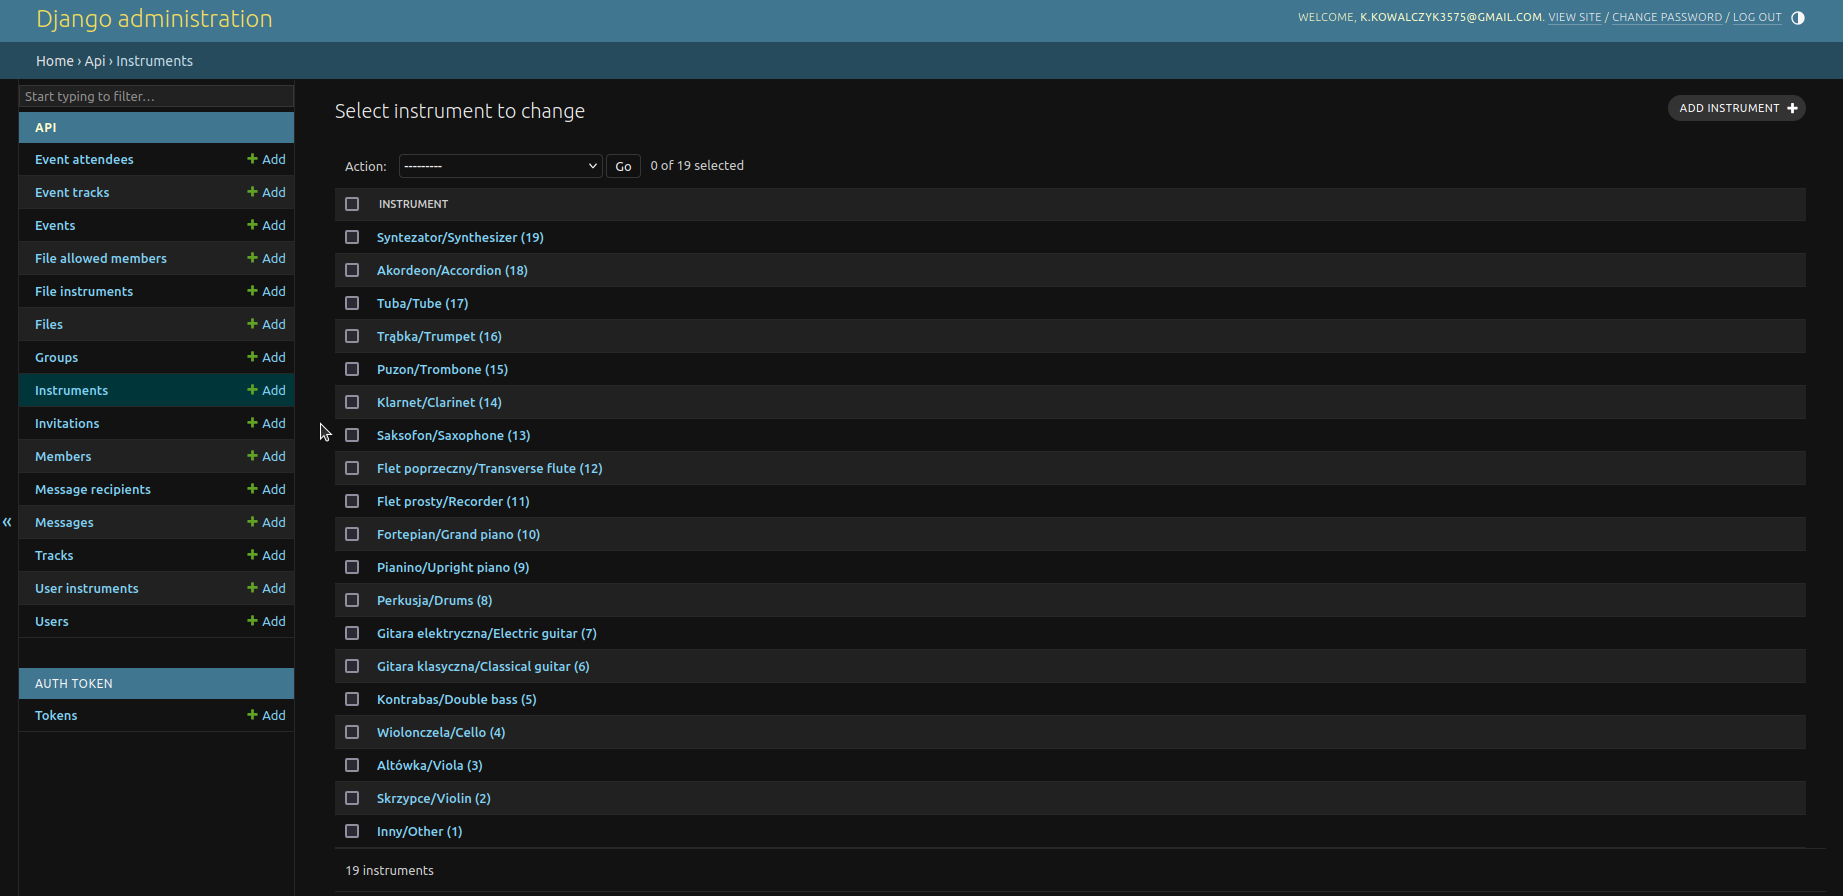 Django administration
WELCOME, K.KOWALCZYK3575@GMAIL.COM. VIEW SITE / CHANGE PASSWORD / LOG OUT
Home › Api › Instruments
Start typing to filter…
API
Event attendees + Add
Event tracks + Add
Events + Add
File allowed members + Add
File instruments + Add
Files + Add
Groups + Add
Instruments + Add
Invitations + Add
Members + Add
Message recipients + Add
Messages + Add
Tracks + Add
User instruments + Add
Users + Add
AUTH TOKEN
Tokens + Add
«
Select instrument to change
ADD INSTRUMENT +
Action: --------- Go 0 of 19 selected
INSTRUMENT
Syntezator/Synthesizer (19)
Akordeon/Accordion (18)
Tuba/Tube (17)
Trąbka/Trumpet (16)
Puzon/Trombone (15)
Klarnet/Clarinet (14)
Saksofon/Saxophone (13)
Flet poprzeczny/Transverse flute (12)
Flet prosty/Recorder (11)
Fortepian/Grand piano (10)
Pianino/Upright piano (9)
Perkusja/Drums (8)
Gitara elektryczna/Electric guitar (7)
Gitara klasyczna/Classical guitar (6)
Kontrabas/Double bass (5)
Wiolonczela/Cello (4)
Altówka/Viola (3)
Skrzypce/Violin (2)
Inny/Other (1)
19 instruments